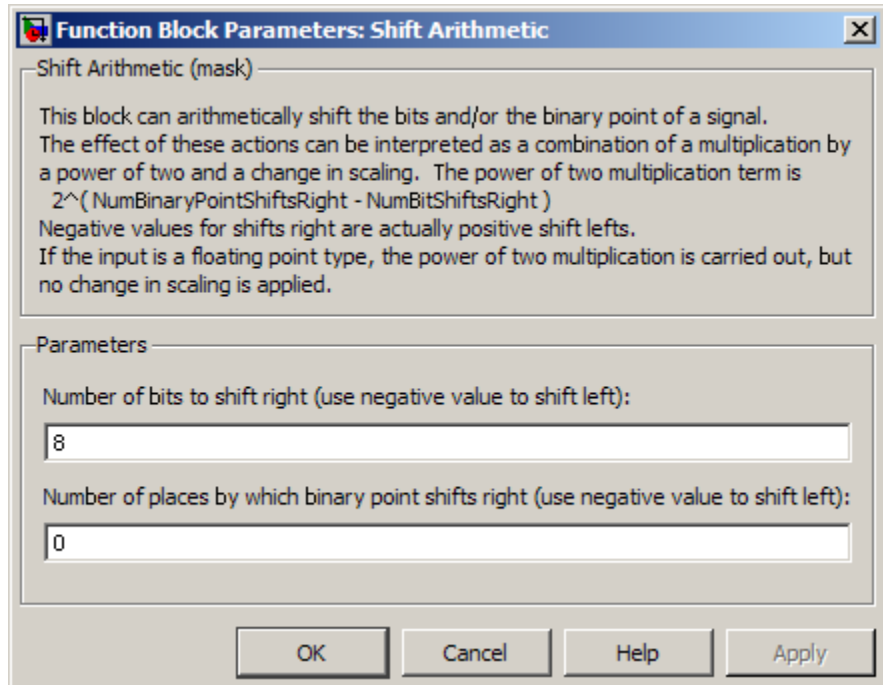 Function Block Parameters: Shift Arithmetic
Shift Arithmetic (mask)
This block can arithmetically shift the bits and/or the binary point of a signal.
The effect of these actions can be interpreted as a combination of a multiplication by
a power of two and a change in scaling.  The power of two multiplication term is
2^( NumBinaryPointShiftsRight - NumBitShiftsRight )
Negative values for shifts right are actually positive shift lefts.
If the input is a floating point type, the power of two multiplication is carried out, but
no change in scaling is applied.
Parameters
Number of bits to shift right (use negative value to shift left):
8
Number of places by which binary point shifts right (use negative value to shift left):
0
OK Cancel Help Apply